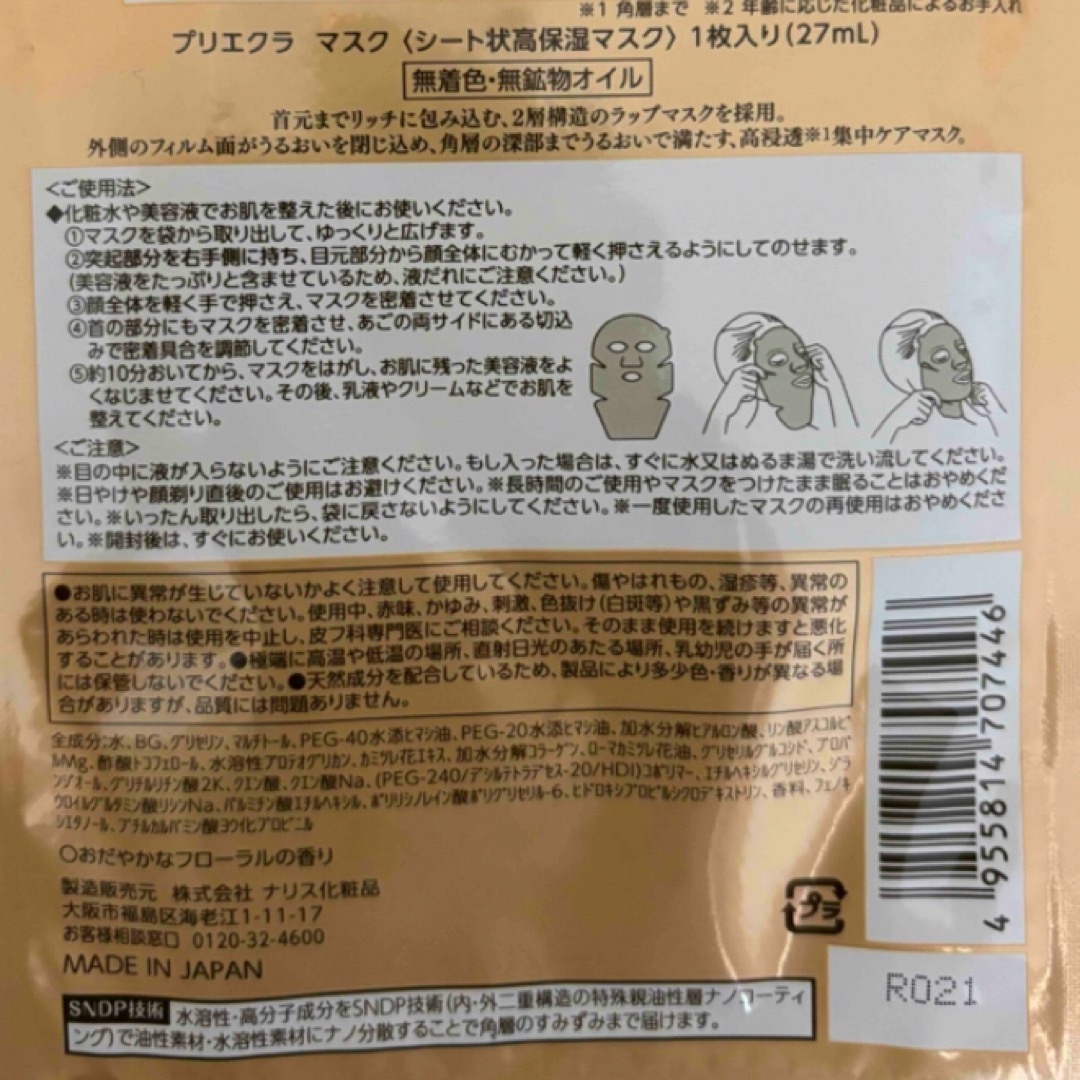 ※1 角層まで ※2 年齢に応じた化粧品によるお手入れ
プリエクラ マスク〈シート状高保湿マスク〉1枚入り(27mL)
無着色・無鉱物オイル
首元までリッチに包み込む、2層構造のラップマスクを採用。
外側のフィルム面がうるおいを閉じ込め、角層の深部までうるおいで満たす、高浸透※1集中ケアマスク。
<ご使用法>
◆化粧水や美容液でお肌を整えた後にお使いください。
①マスクを袋から取り出して、ゆっくりと広げます。
②突起部分を右手側に持ち、目元部分から顔全体にむかって軽く押さえるようにしてのせます。
(美容液をたっぷりと含ませているため、液だれにご注意ください。)
③顔全体を軽く手で押さえ、マスクを密着させてください。
④首の部分にもマスクを密着させ、あごの両サイドにある切込
みで密着具合を調節してください。
⑤約10分おいてから、マスクをはがし、お肌に残った美容液をよ
くなじませてください。その後、乳液やクリームなどでお肌を
整えてください。
<ご注意>
※目の中に液が入らないようにご注意ください。もし入った場合は、すぐに水又はぬるま湯で洗い流してください。
※日やけや顔剃り直後のご使用はお避けください。※長時間のご使用やマスクをつけたまま眠ることはおやめくだ
さい。※いったん取り出したら、袋に戻さないようにしてください。※一度使用したマスクの再使用はおやめくださ
い。※開封後は、すぐにお使いください。
●お肌に異常が生じていないかよく注意して使用してください。傷やはれもの、湿疹等、異常の
ある時は使わないでください。使用中、赤味、かゆみ、刺激、色抜け(白斑等)や黒ずみ等の異常が
あらわれた時は使用を中止し、皮フ科専門医にご相談ください。そのまま使用を続けますと悪化
することがあります。●極端に高温や低温の場所、直射日光のあたる場所、乳幼児の手が届く所
には保管しないでください。●天然成分を配合しているため、製品により多少色・香りが異なる場
合がありますが、品質には問題ありません。
全成分:水、BG、グリセリン、マルチトール、PEG-40水添ヒマシ油、PEG-20水添ヒマシ油、加水分解ヒアルロン酸、リン酸アスコルビ
ルMg、酢酸トコフェロール、水溶性プロテオグリカン、カミツレ花エキス、加水分解コラーゲン、ローマカミツレ花油、グリセリルグルコシド、プロパ
ンジオール、グリチルリチン酸2K、クエン酸、クエン酸Na、(PEG-240/デシルテトラデセス-20/HDI)コポリマー、エチルヘキシルグリセリン、ジラ
ウロイルグルタミン酸リシンNa、パルミチン酸エチルヘキシル、ポリリシノレイン酸ポリグリセリル-6、ヒドロキシプロピルシクロデキストリン、香料、フェノキ
シエタノール、ブチルカルバミン酸ヨウ化プロピニル
○おだやかなフローラルの香り
製造販売元 株式会社 ナリス化粧品
大阪市福島区海老江1-11-17
お客様相談窓口 0120-32-4600
MADE IN JAPAN
プラ
4 955814 707446
R021
SNDP技術 水溶性・高分子成分をSNDP技術(内・外二重構造の特殊親油性層ナノコーティ
ング)で油性素材・水溶性素材にナノ分散することで角層のすみずみまで届けます。